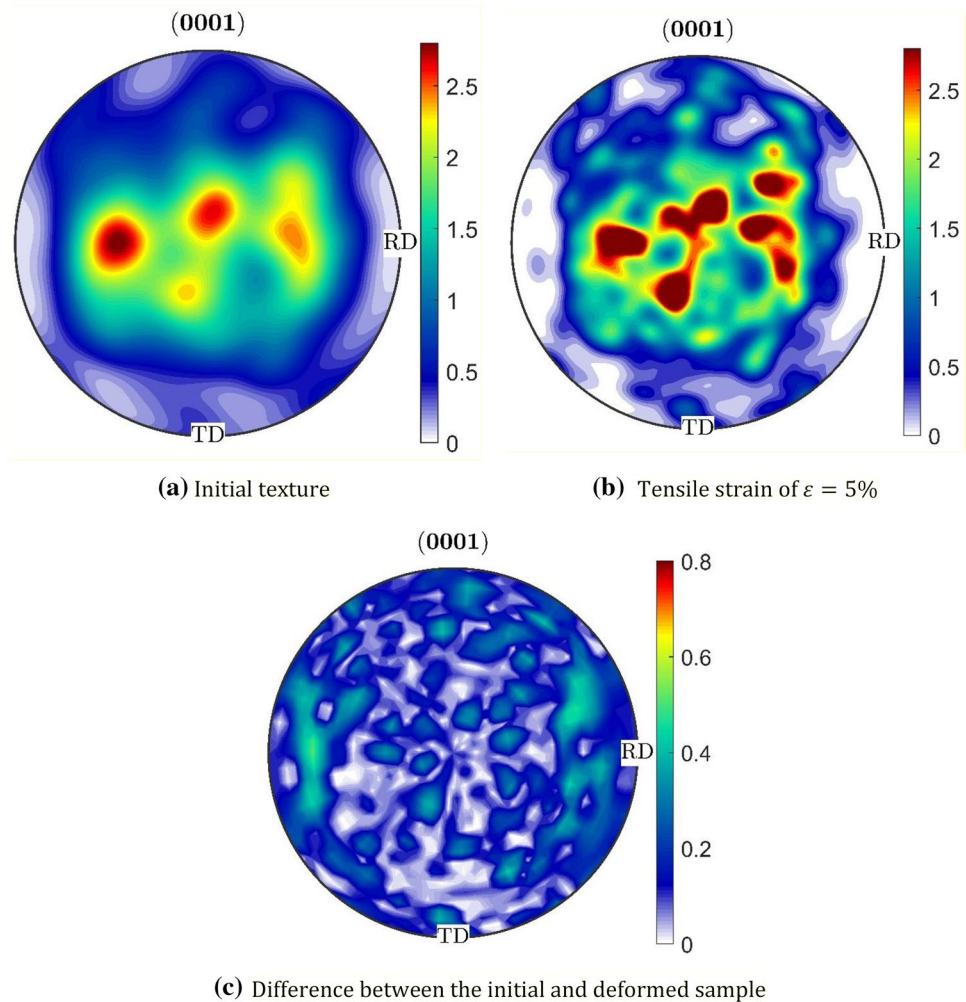 (0001)
(0001)
2.5
2
1.5
1
0.5
0
RD
TD
2.5
2
1.5
1
0.5
0
RD
TD
(a) Initial texture
(b) Tensile strain of ε = 5%
(0001)
0.8
0.6
0.4
0.2
0
RD
TD
(c) Difference between the initial and deformed sample